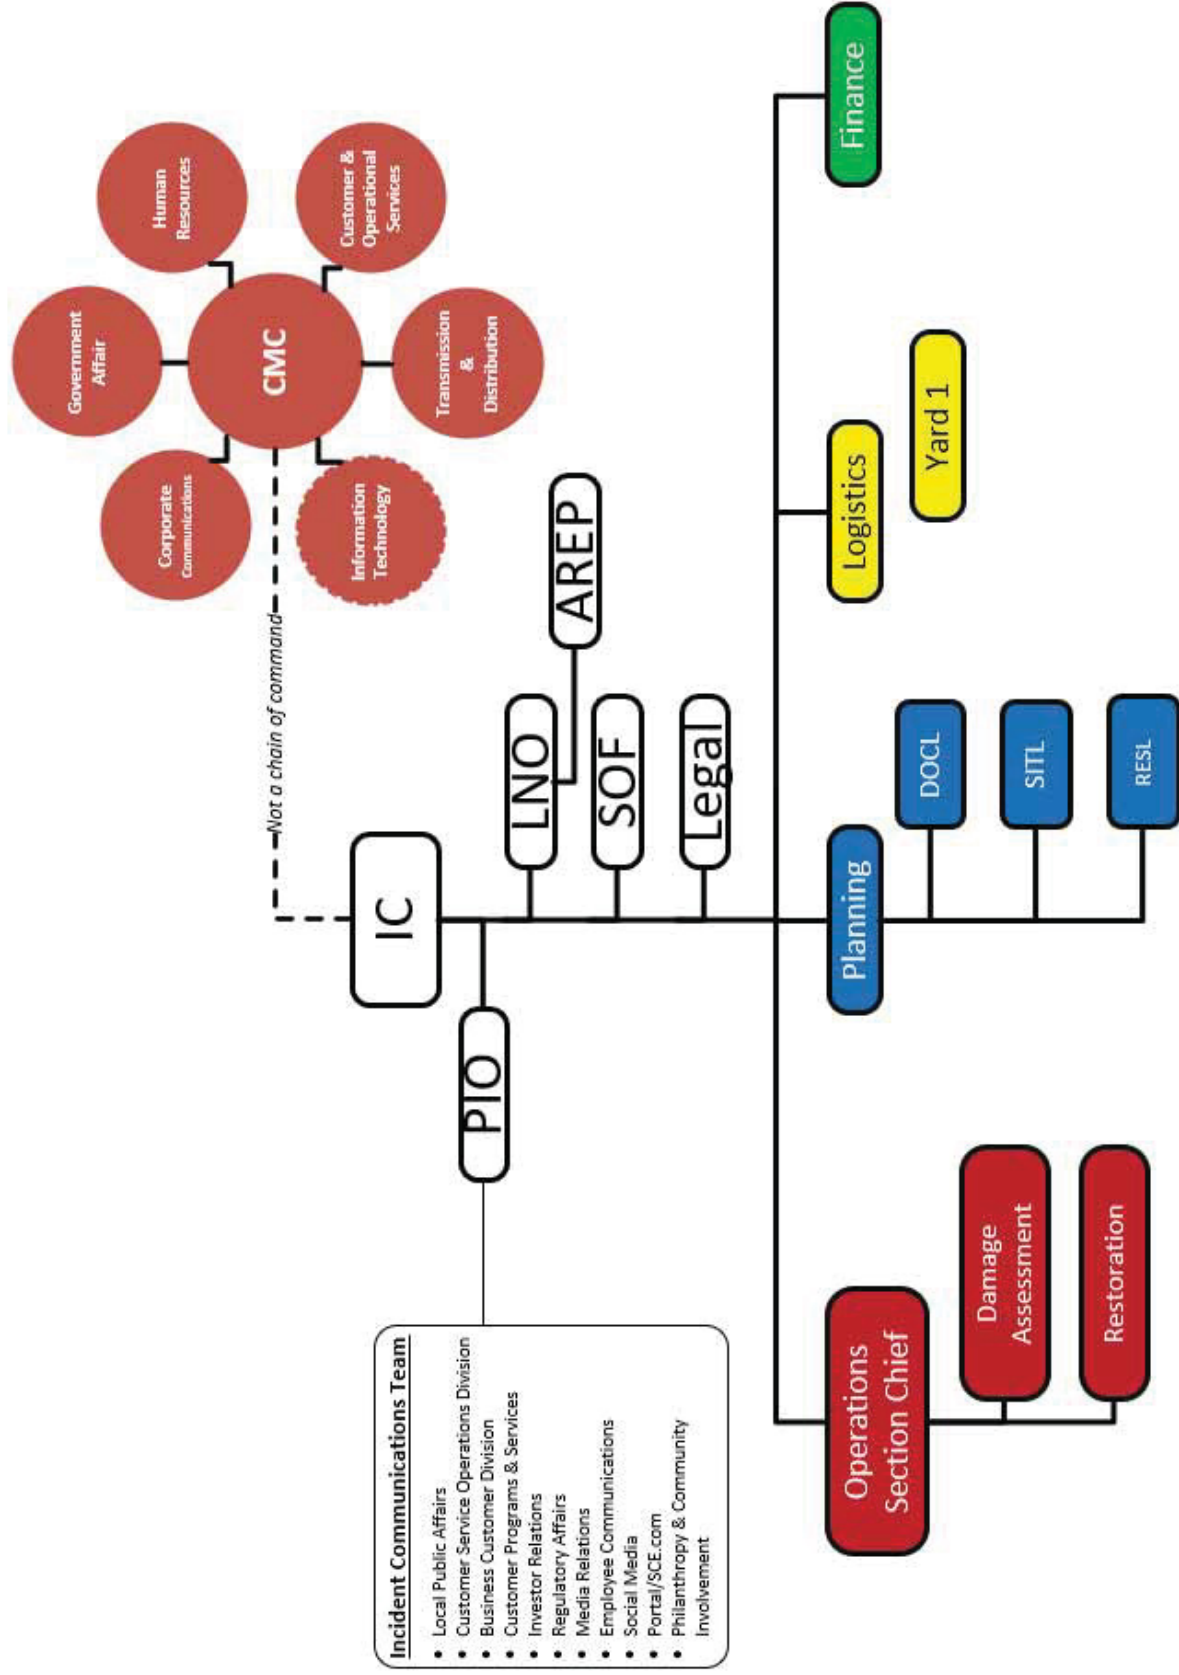 Human
Resources
Government
Affair
Customer &
Operational
Services
CMC
Corporate
Communications
Transmission
&
Distribution
Information
Technology
Not a chain of command
IC
PIO
LNO
AREP
SOF
Legal
Incident Communications Team
• Local Public Affairs
• Customer Service Operations Division
• Business Customer Division
• Customer Programs & Services
• Investor Relations
• Regulatory Affairs
• Media Relations
• Employee Communications
• Social Media
• Portal/SCE.com
• Philanthropy & Community
Involvement
Operations
Section Chief
Planning
Logistics
Finance
Damage
Assessment
Restoration
DOCL
SITL
RESL
Yard 1